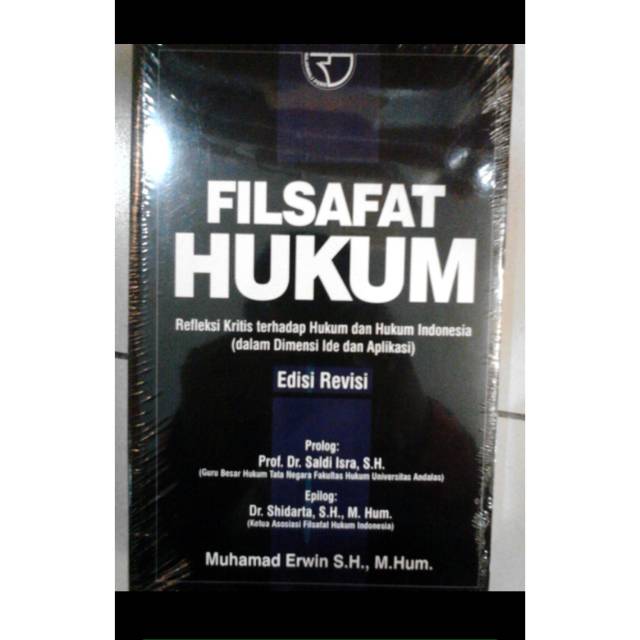 FILSAFAT
HUKUM
Refleksi Kritis terhadap Hukum dan Hukum Indonesia
(dalam Dimensi Ide dan Aplikasi)
Edisi Revisi
Prolog:
Prof. Dr. Saldi Isra, S.H.
(Guru Besar Hukum Tata Negara Fakultas Hukum Universitas Andalas)
Epilog:
Dr. Shidarta, S.H., M. Hum.
(Ketua Asosiasi Filsafat Hukum Indonesia)
Muhamad Erwin S.H., M.Hum.